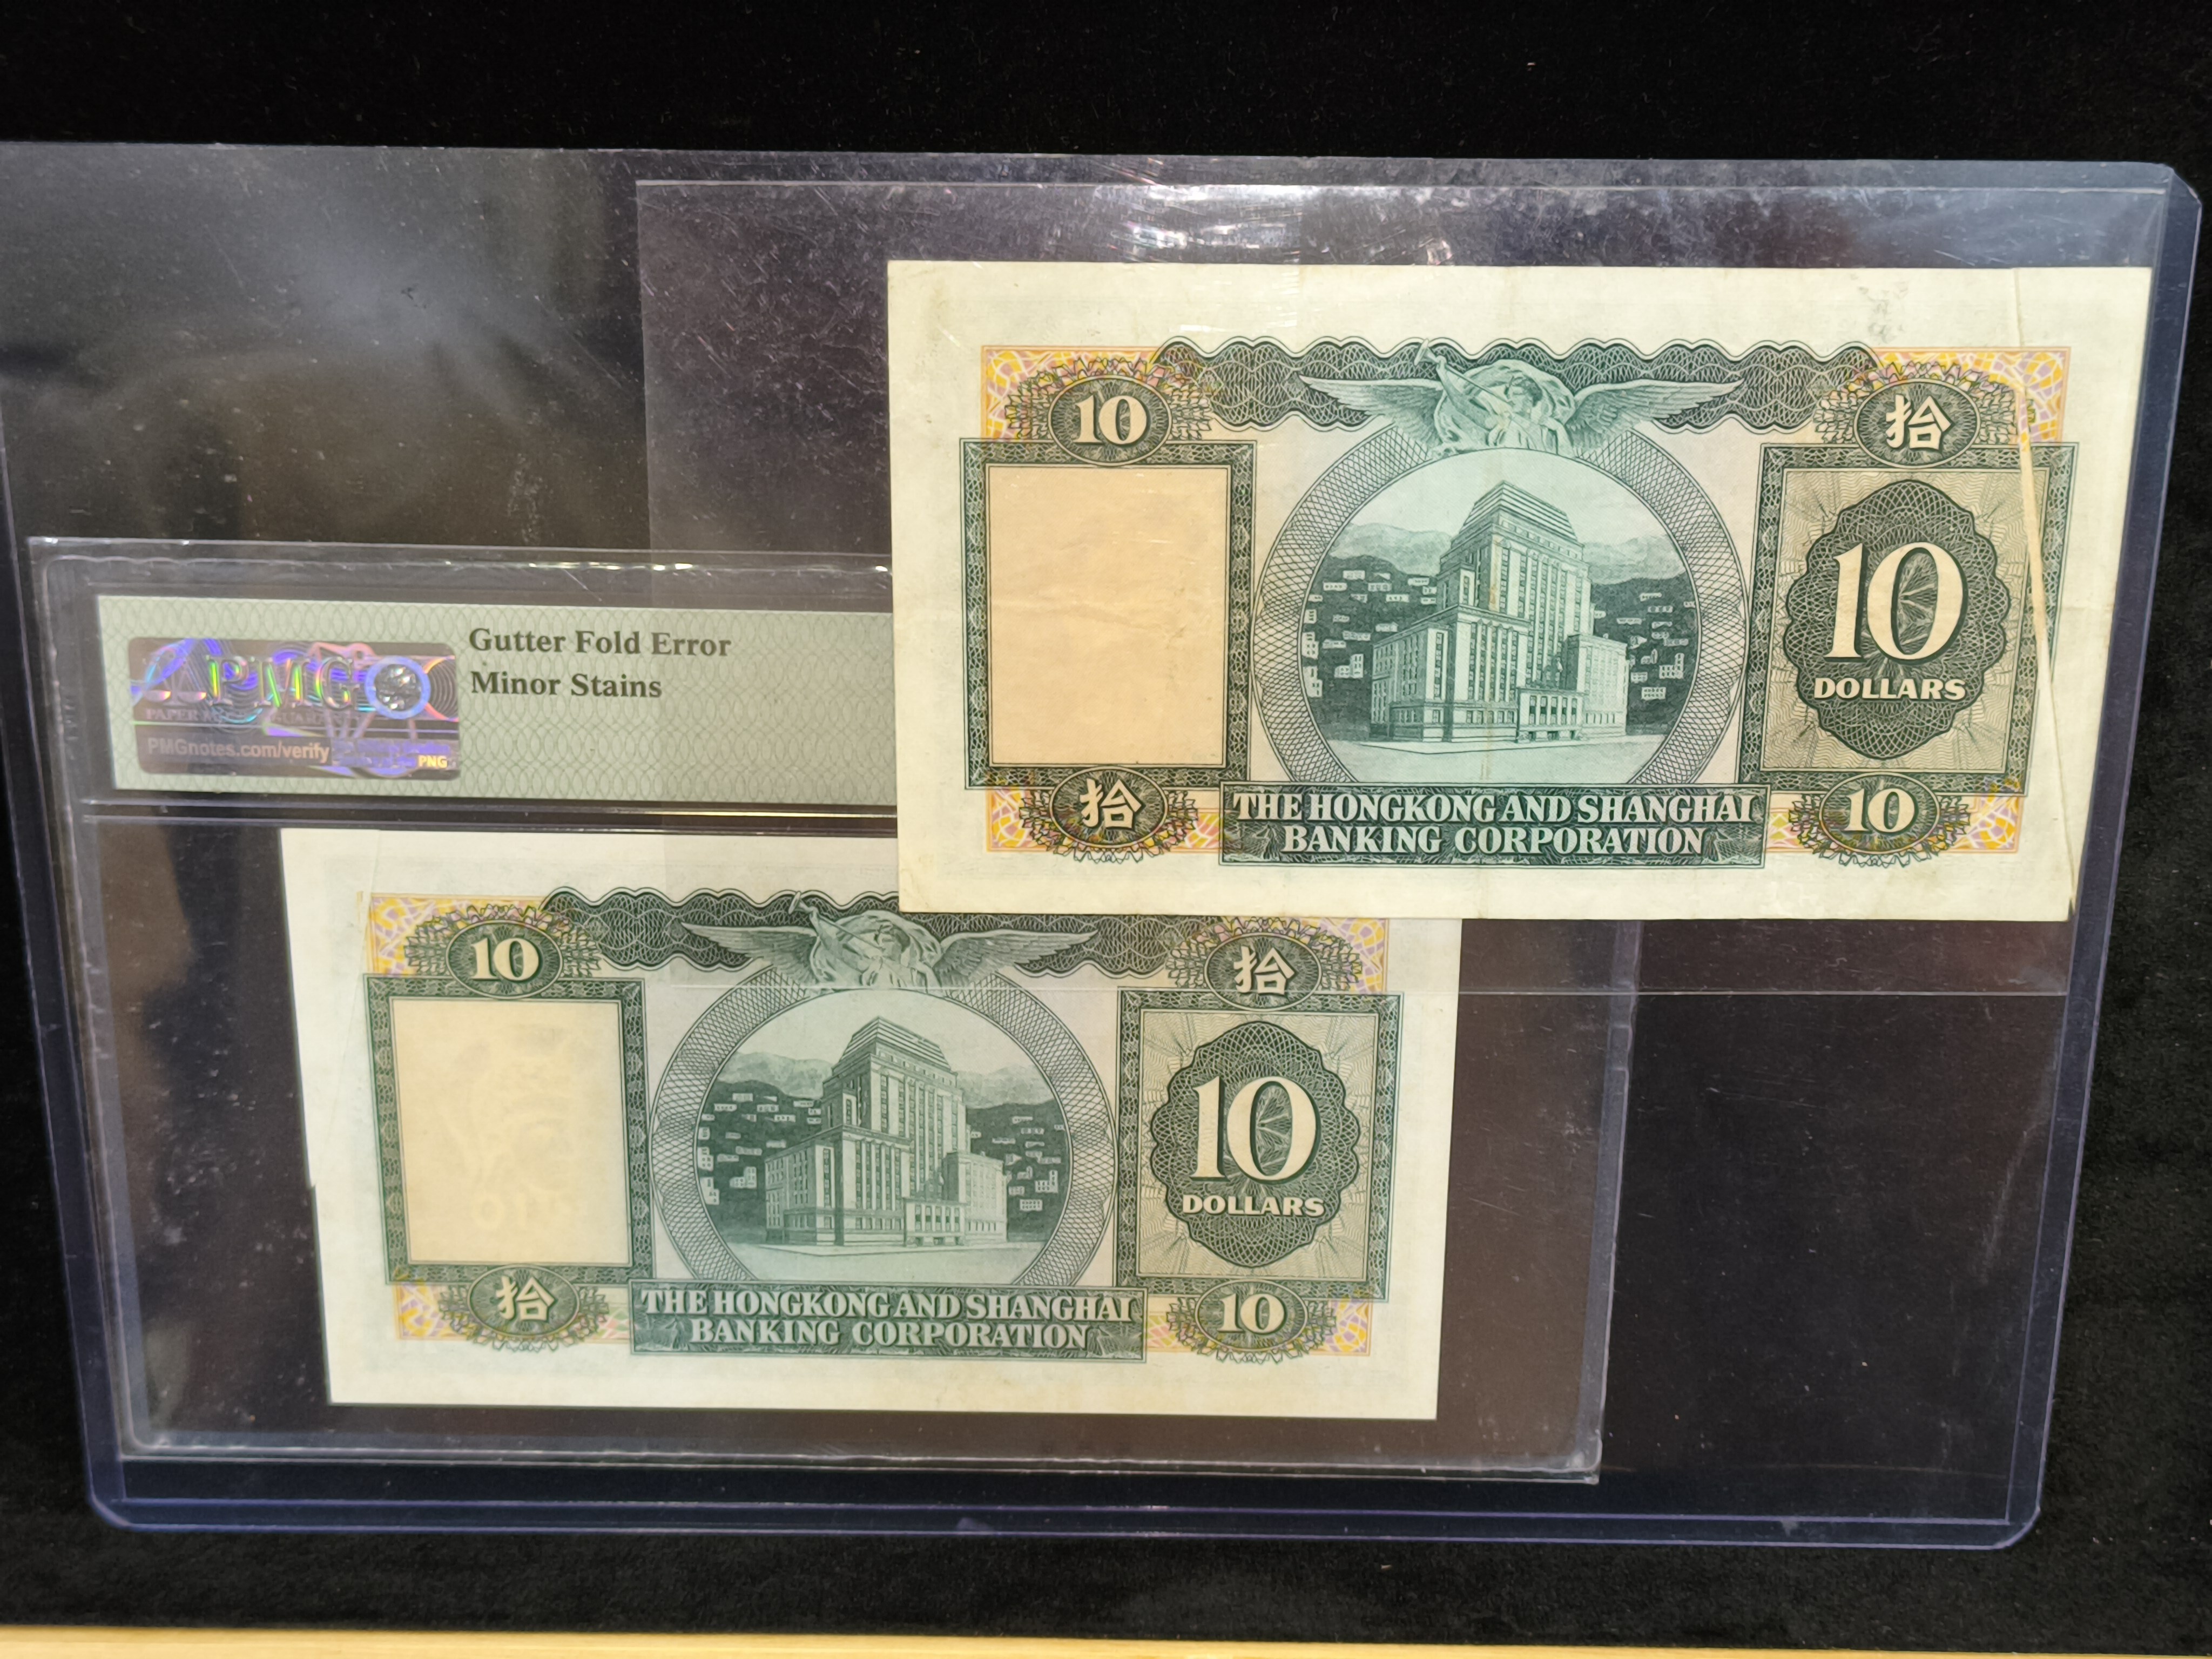 10
拾
10
DOLLARS
拾
THE HONGKONG AND SHANGHAI
BANKING CORPORATION
10
Gutter Fold Error
Minor Stains
PMG
PMGnotes.com/verify
PNG
10
拾
10
DOLLARS
拾
THE HONGKONG AND SHANGHAI
BANKING CORPORATION
10